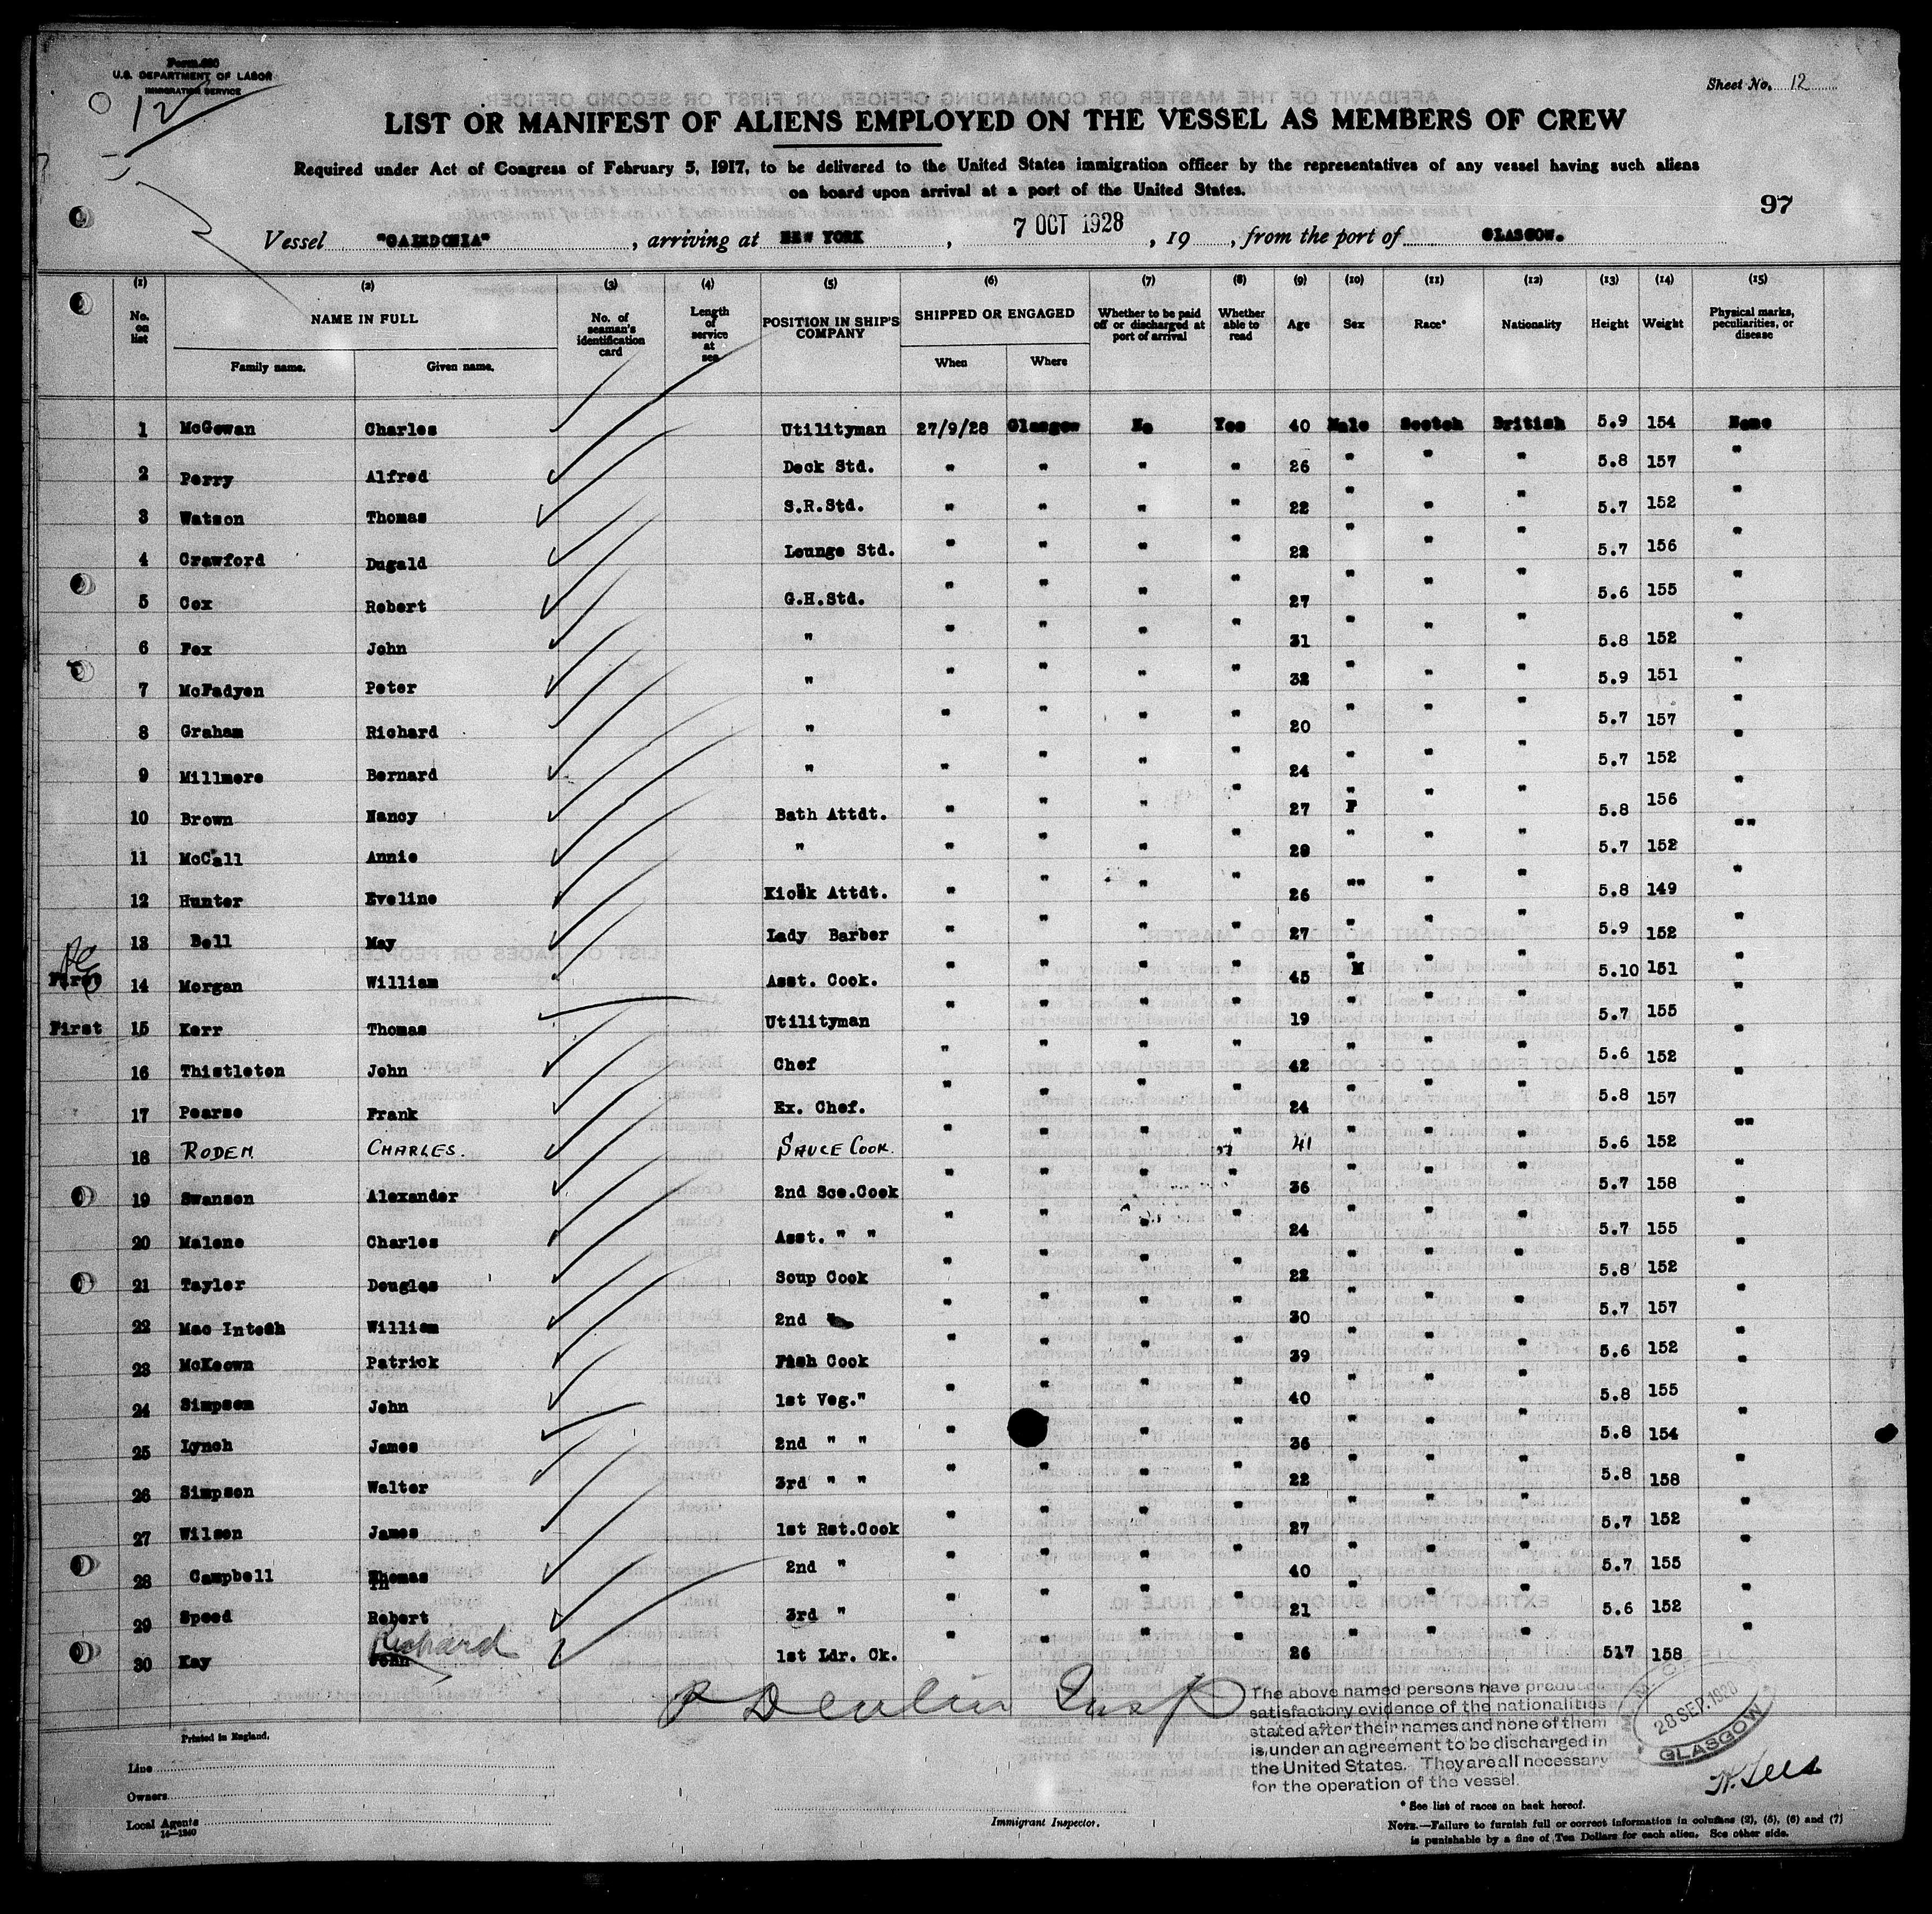 Form 680
U.S. DEPARTMENT OF LABOR
IMMIGRATION SERVICE
12
Sheet No. 12
LIST OR MANIFEST OF ALIENS EMPLOYED ON THE VESSEL AS MEMBERS OF CREW
Required under Act of Congress of February 5, 1917, to be delivered to the United States immigration officer by the representatives of any vessel having such aliens
on board upon arrival at a port of the United States.
97
Vessel "CALEDONIA", arriving at NEW YORK, 7 OCT 1928, 19 , from the port of GLASGOW.
(1) (2) (3) (4) (5) (6) (7) (8) (9) (10) (11) (12) (13) (14) (15)
No. on list NAME IN FULL No. of seaman's identification card Length of service at sea POSITION IN SHIP'S COMPANY SHIPPED OR ENGAGED Whether to be paid off or discharged at port of arrival Whether able to read Age Sex Race* Nationality Height Weight Physical marks, peculiarities, or disease
Family name. Given name. When Where
1 McGowan Charles Utilityman 27/9/28 Glasgow No Yes 40 Male Scotch British 5.9 154 None
2 Perry Alfred Deck Std. " " " " 26 " " " 5.8 157 "
3 Watson Thomas S.R.Std. " " " " 22 " " " 5.7 152 "
4 Crawford Dugald Lounge Std. " " " " 22 " " " 5.7 156 "
5 Cox Robert G.H.Std. " " " " 27 " " " 5.6 155 "
6 Fox John " " " " " 31 " " " 5.8 152 "
7 McFadyen Peter " " " " " 32 " " " 5.9 151 "
8 Graham Richard " " " " " 20 " " " 5.7 157 "
9 Millmore Bernard " " " " " 24 " " " 5.7 152 "
10 Brown Nancy Bath Attdt. " " " " 27 F " " 5.8 156 "
11 McCall Annie " " " " " 29 " " " 5.7 152 "
12 Hunter Eveline Kiosk Attdt. " " " " 26 " " " 5.8 149 "
13 Bell May Lady Barber " " " " 27 " " " 5.9 152 "
First 14 Morgan William Asst. Cook. " " " " 45 M " " 5.10 151 "
First 15 Kerr Thomas Utilityman " " " " 19 " " " 5.7 155 "
16 Thistleton John Chef " " " " 42 " " " 5.6 152 "
17 Pearse Frank Ex. Chef. " " " " 24 " " " 5.8 157 "
18 RODEN CHARLES. SAUCE COOK. " " " " 41 " " " 5.6 152 "
19 Swanson Alexander 2nd Sce.Cook " " " " 36 " " " 5.7 158 "
20 Malone Charles Asst. " " " " " " 24 " " " 5.7 155 "
21 Tayler Douglas Soup Cook " " " " 22 " " " 5.8 152 "
22 Mac Intosh William 2nd " " " " 30 " " " 5.7 157 "
23 McKeown Patrick Fish Cook " " " " 39 " " " 5.6 152 "
24 Simpson John 1st Veg." " " " " 40 " " " 5.8 155 "
25 Lynch James 2nd " " " " " 36 " " " 5.8 154 "
26 Simpson Walter 3rd " " " " " " 22 " " " 5.8 158 "
27 Wilson James 1st Rst.Cook " " " " 27 " " " 5.7 152 "
28 Campbell Thomas 2nd " " " " " 40 " " " 5.7 155 "
29 Speed Robert 3rd " " " " " 21 " " " 5.6 152 "
30 Kay John Richard 1st Ldr. Ck. " " " " 26 " " " 517 158 "
P Devlin Insp
The above named persons have produced
satisfactory evidence of the nationalities
stated after their names and none of them
is under an agreement to be discharged in
the United States. They are all necessary
for the operation of the vessel.
28 SEP. 1928
GLASGOW
Printed in England.
Line
Owners
Local Agents
14—1240
Immigrant Inspector.
* See list of races on back hereof.
NOTE.—Failure to furnish full or correct information in columns (2), (5), (6) and (7)
is punishable by a fine of Ten Dollars for each alien. See other side.